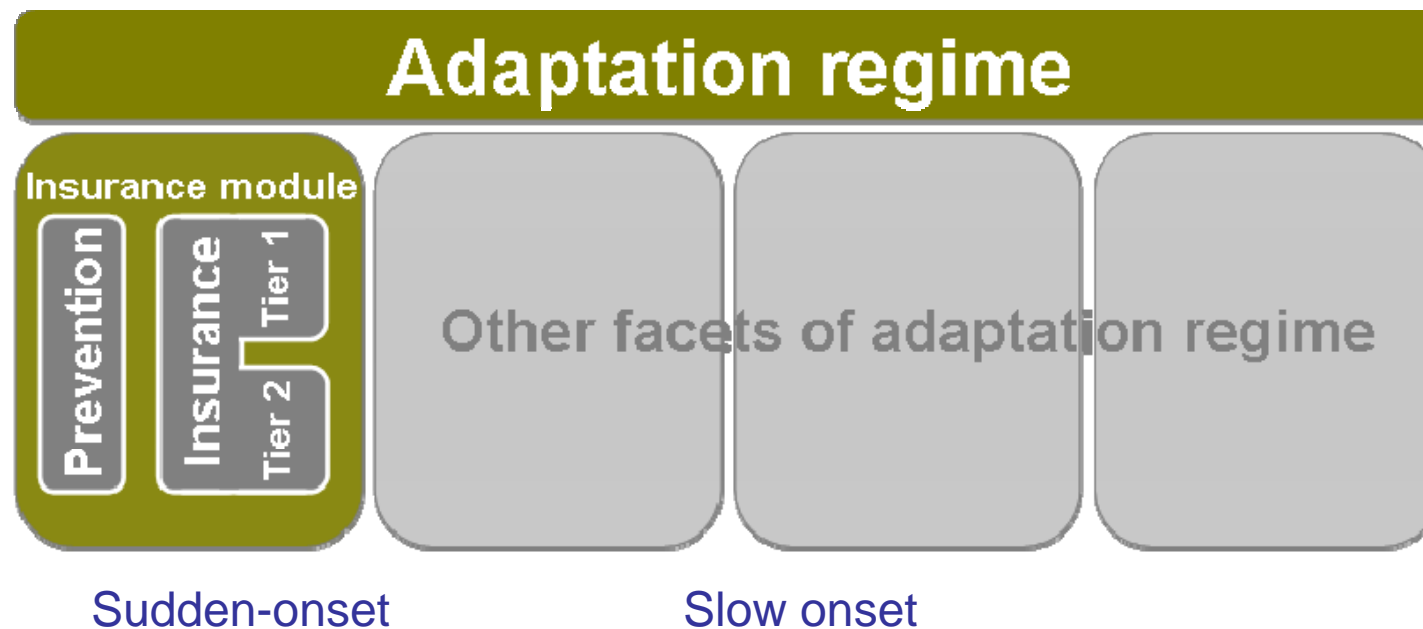 Adaptation regime
Insurance module
Prevention
Insurance
Tier 1
Tier 2
Other facets of adaptation regime
Sudden-onset
Slow onset